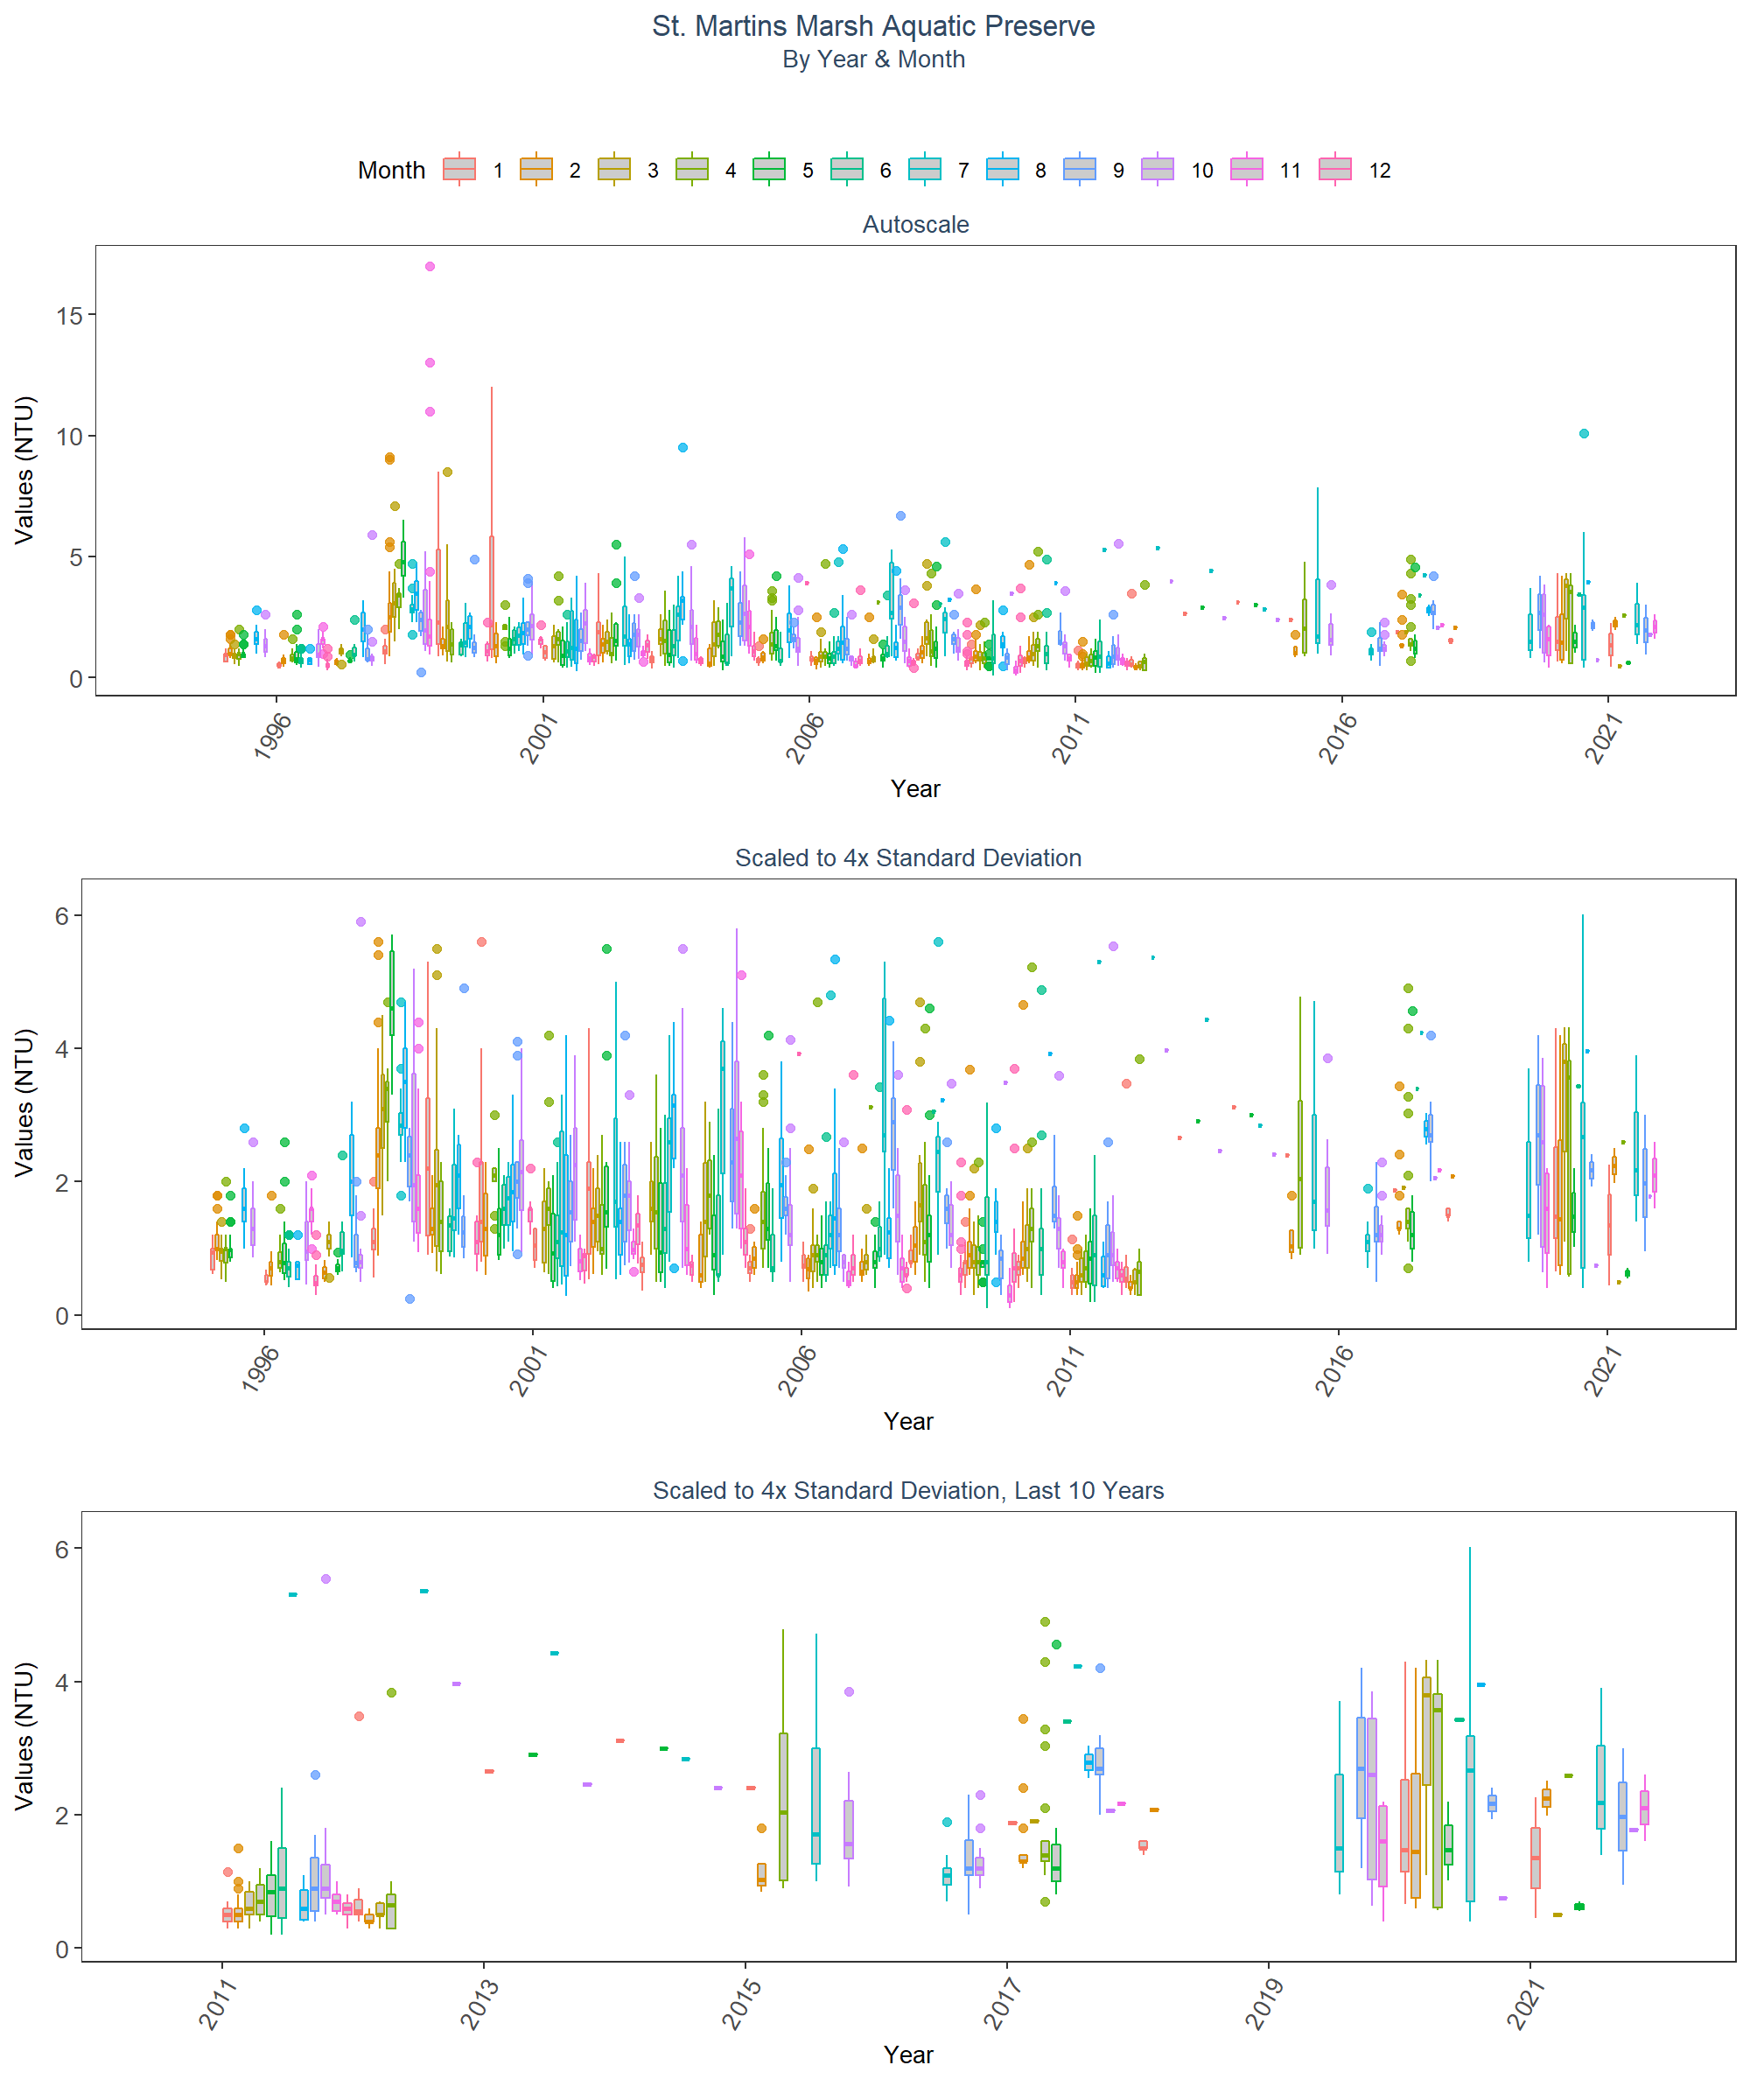 St. Martins Marsh Aquatic Preserve
By Year & Month
Month 1 2 3 4 5 6 7 8 9 10 11 12
Autoscale
Values (NTU)
15
10
5
0
1996 2001 2006 2011 2016 2021
Year
Scaled to 4x Standard Deviation
Values (NTU)
6
4
2
0
1996 2001 2006 2011 2016 2021
Year
Scaled to 4x Standard Deviation, Last 10 Years
Values (NTU)
6
4
2
0
2011 2013 2015 2017 2019 2021
Year